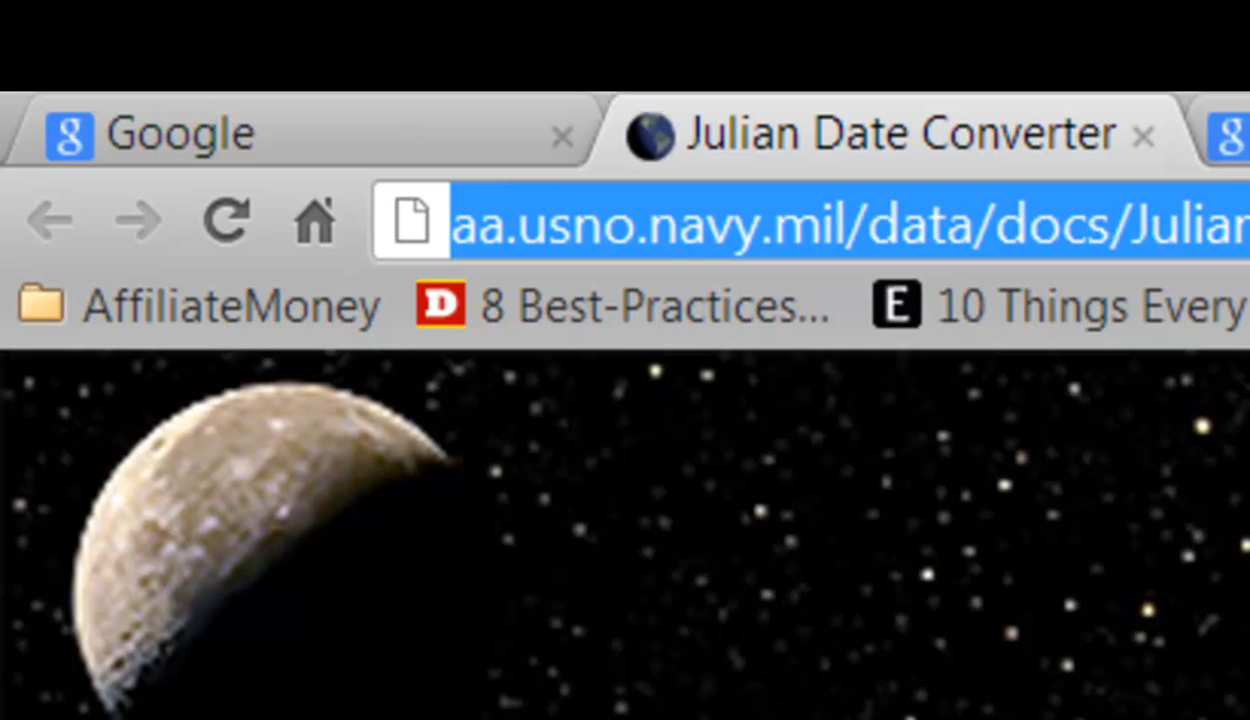 g Google × Julian Date Converter × g
aa.usno.navy.mil/data/docs/Julian
AffiliateMoney D 8 Best-Practices... E 10 Things Every